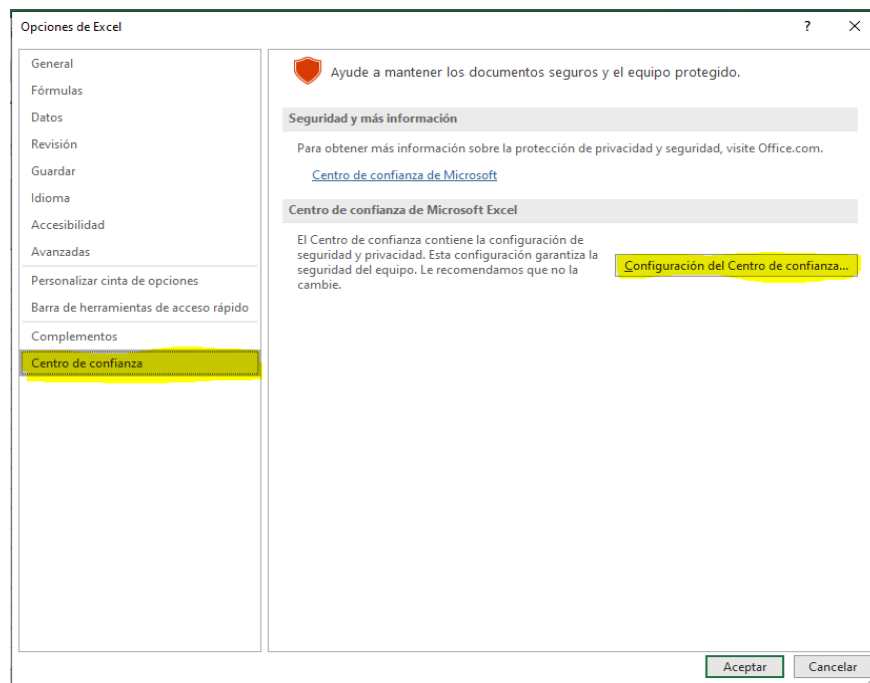 Opciones de Excel
?
General
Fórmulas
Datos
Revisión
Guardar
Idioma
Accesibilidad
Avanzadas
Personalizar cinta de opciones
Barra de herramientas de acceso rápido
Complementos
Centro de confianza
Ayude a mantener los documentos seguros y el equipo protegido.
Seguridad y más información
Para obtener más información sobre la protección de privacidad y seguridad, visite Office.com.
Centro de confianza de Microsoft
Centro de confianza de Microsoft Excel
El Centro de confianza contiene la configuración de
seguridad y privacidad. Esta configuración garantiza la
seguridad del equipo. Le recomendamos que no la
cambie.
Configuración del Centro de confianza...
Aceptar
Cancelar